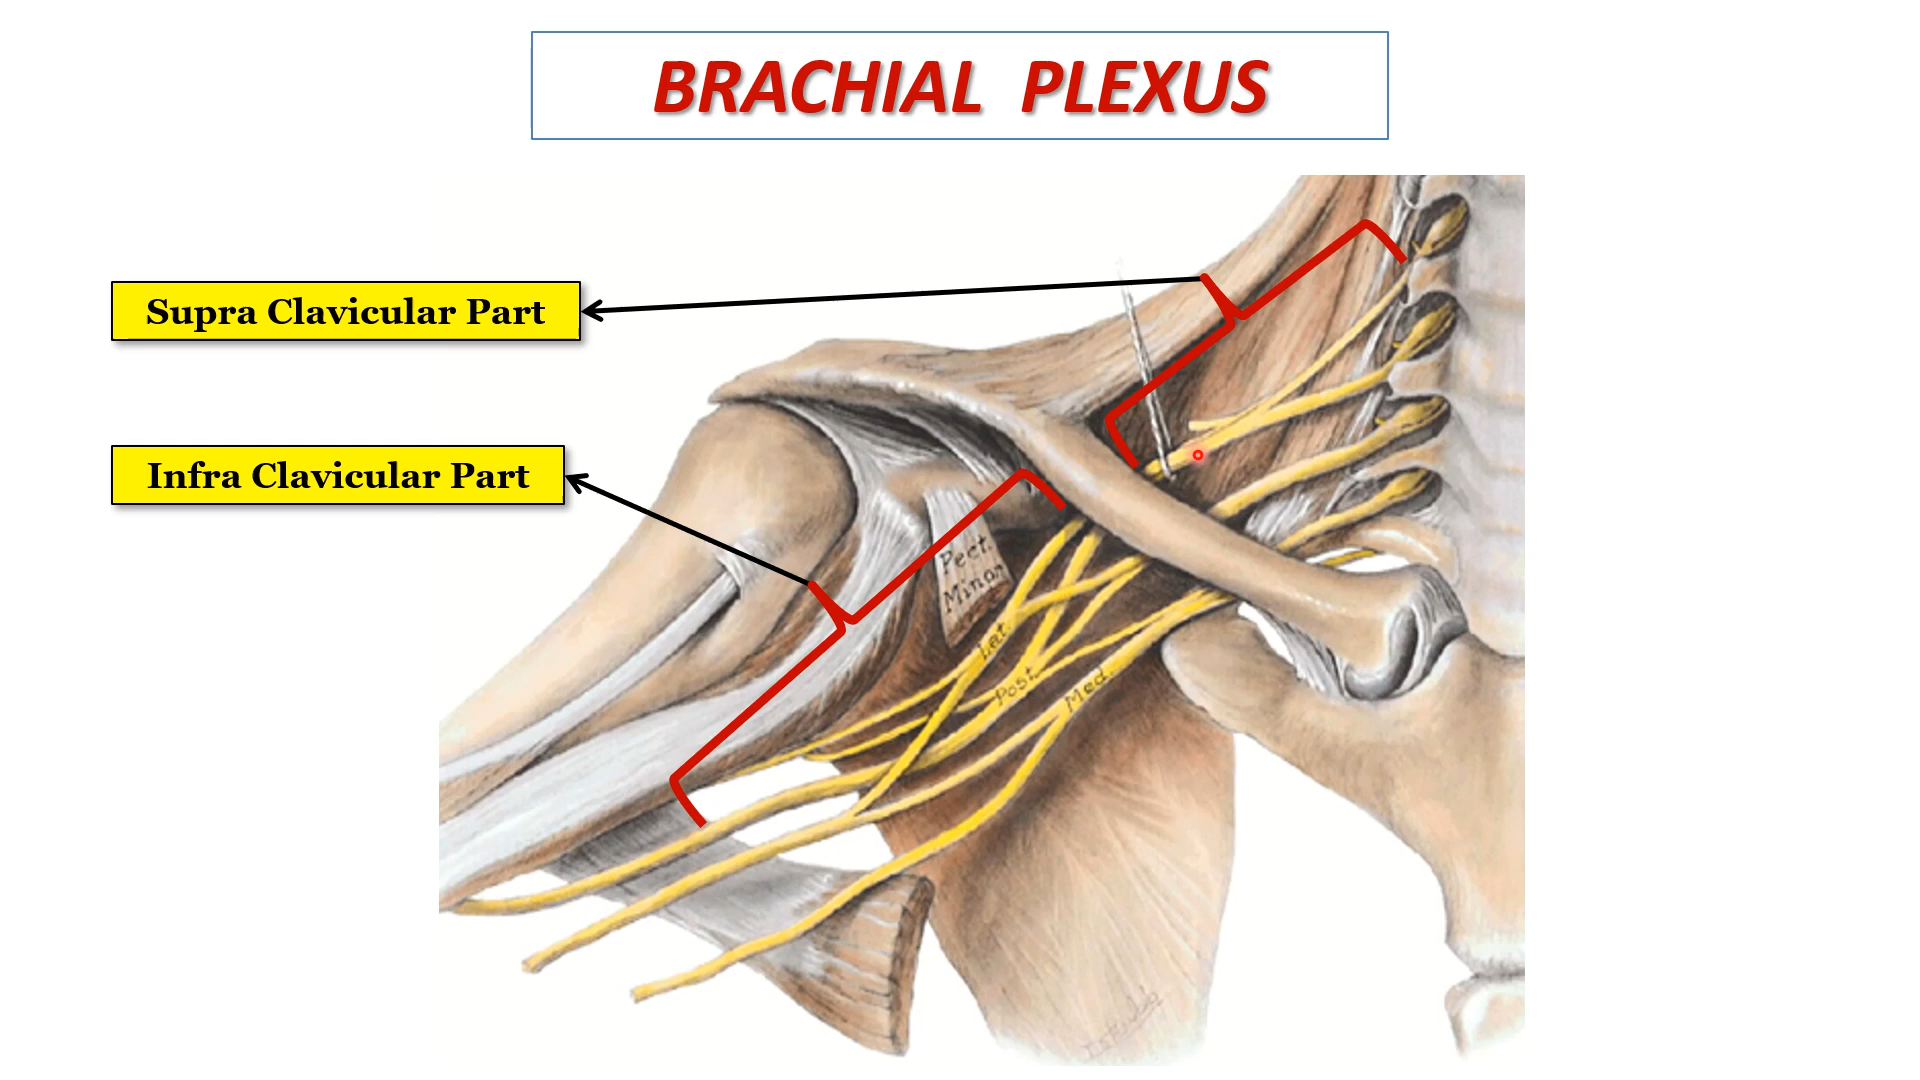 BRACHIAL PLEXUS
Supra Clavicular Part
Infra Clavicular Part
Pect.
Minor
Lat.
Post.
Med.